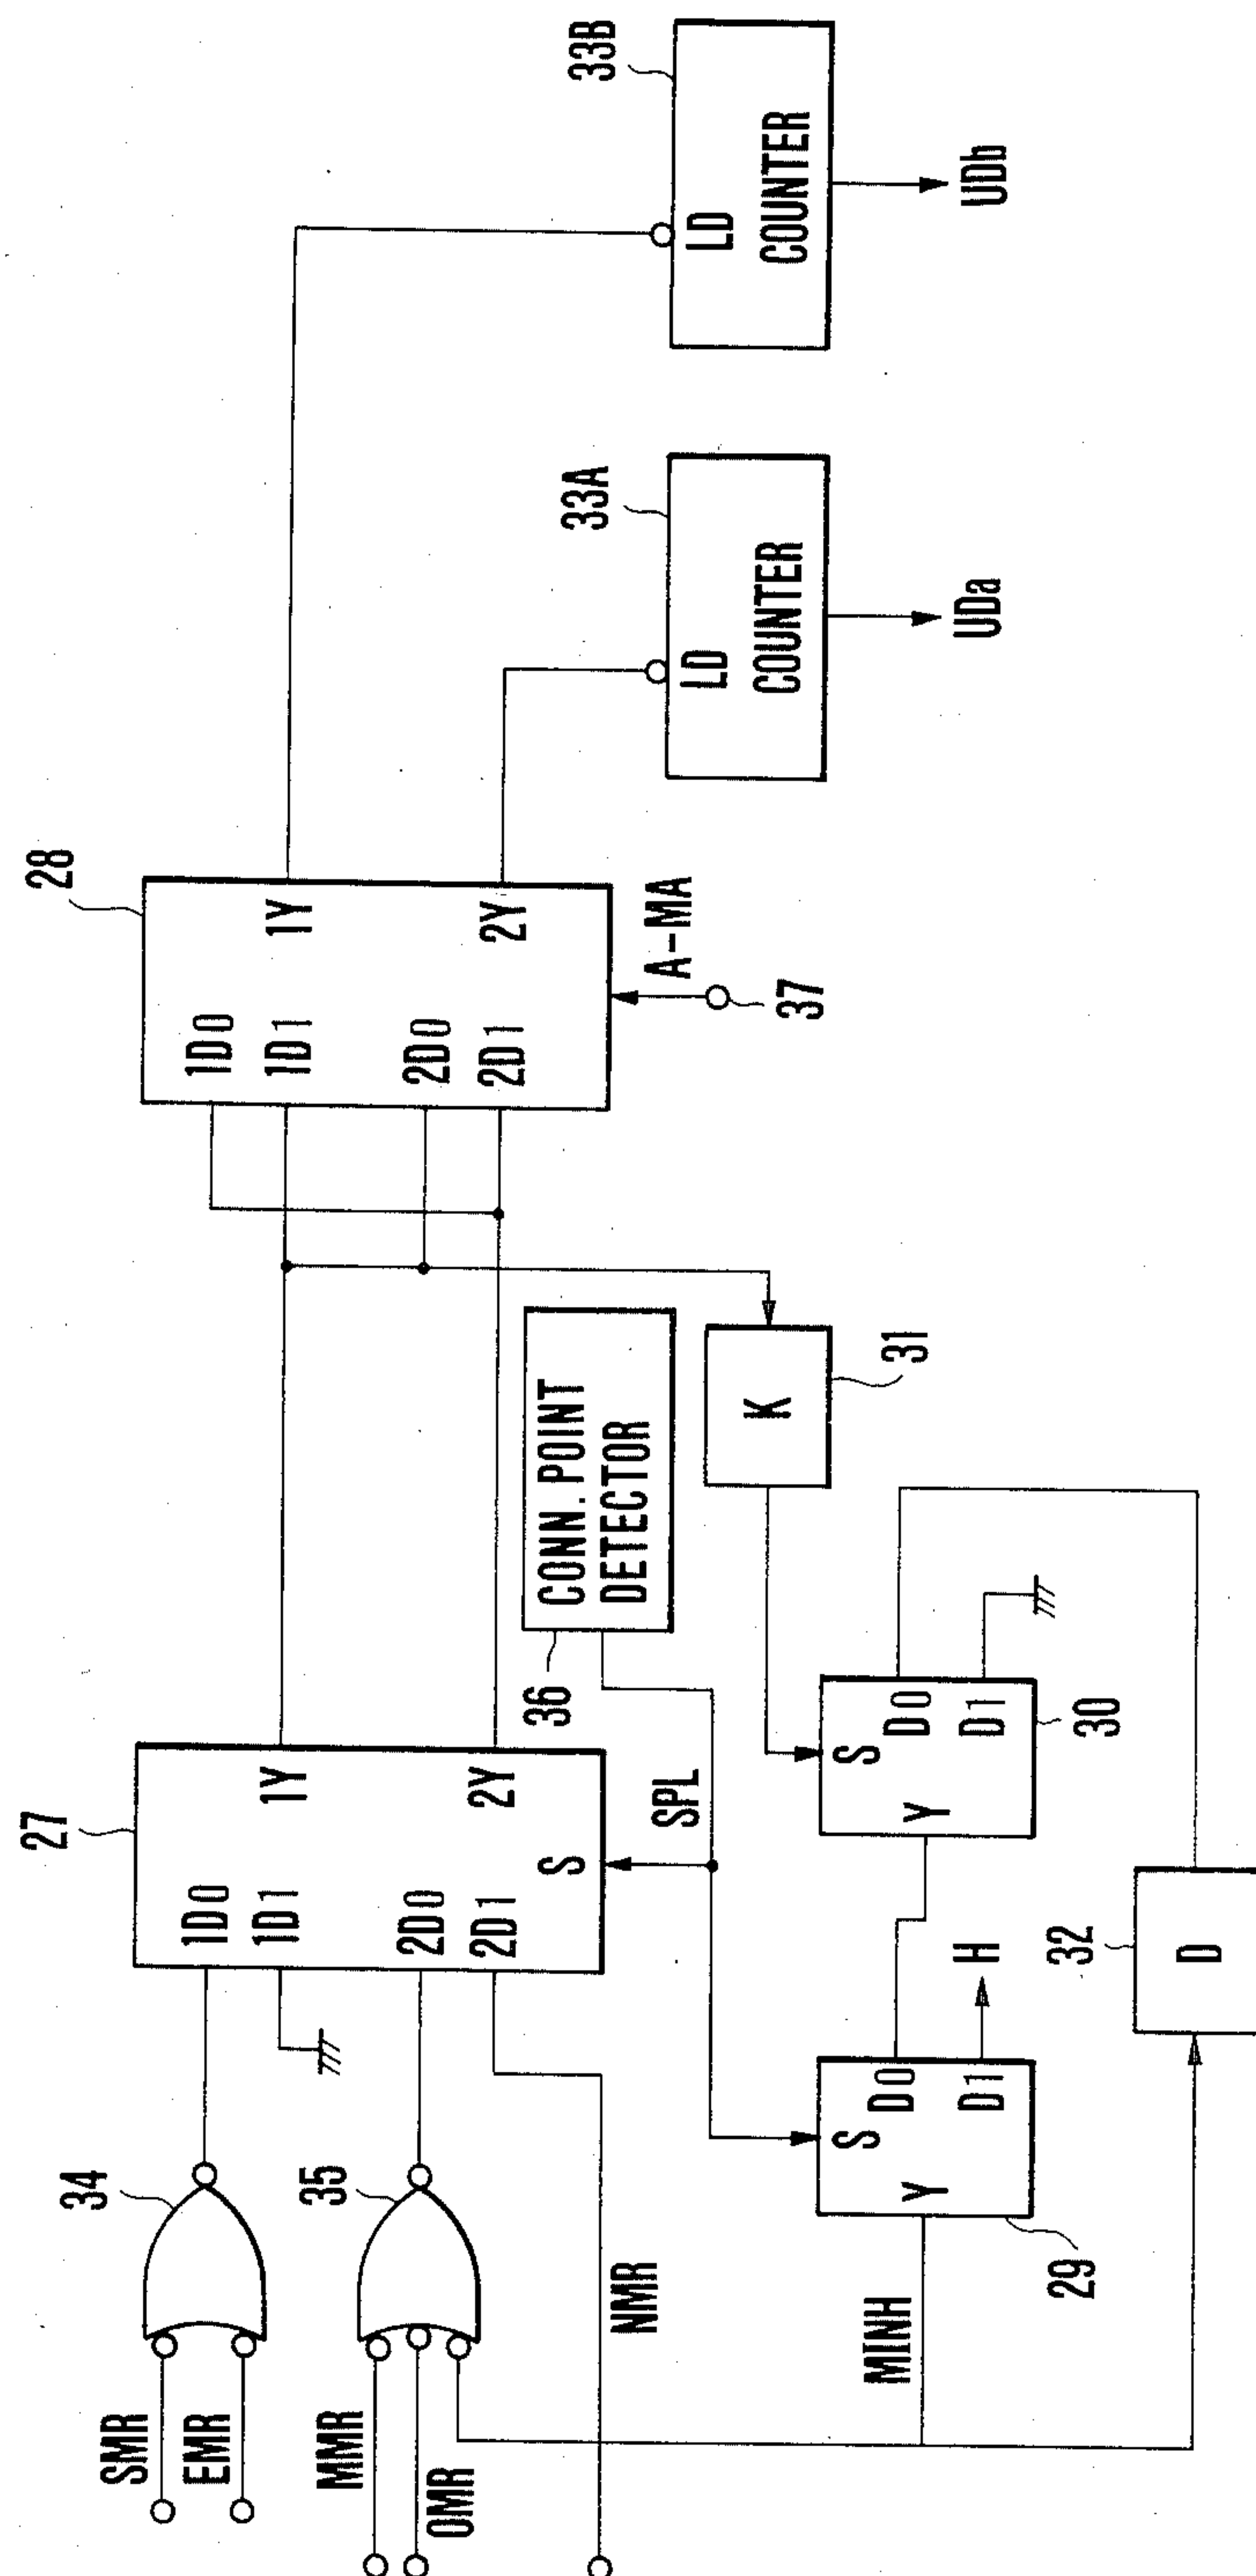 SMR
EMR
MMR
OMR
NMR
MINH
34
35
27
1D0
1D1
2D0
2D1
1Y
2Y
S
SPL
36
CONN. POINT
DETECTOR
28
1D0
1D1
2D0
2D1
1Y
2Y
A-MA
37
33A
LD
COUNTER
UDa
33B
LD
COUNTER
UDb
K
31
S
Y
D0
D1
H
29
S
Y
D0
D1
30
32
D